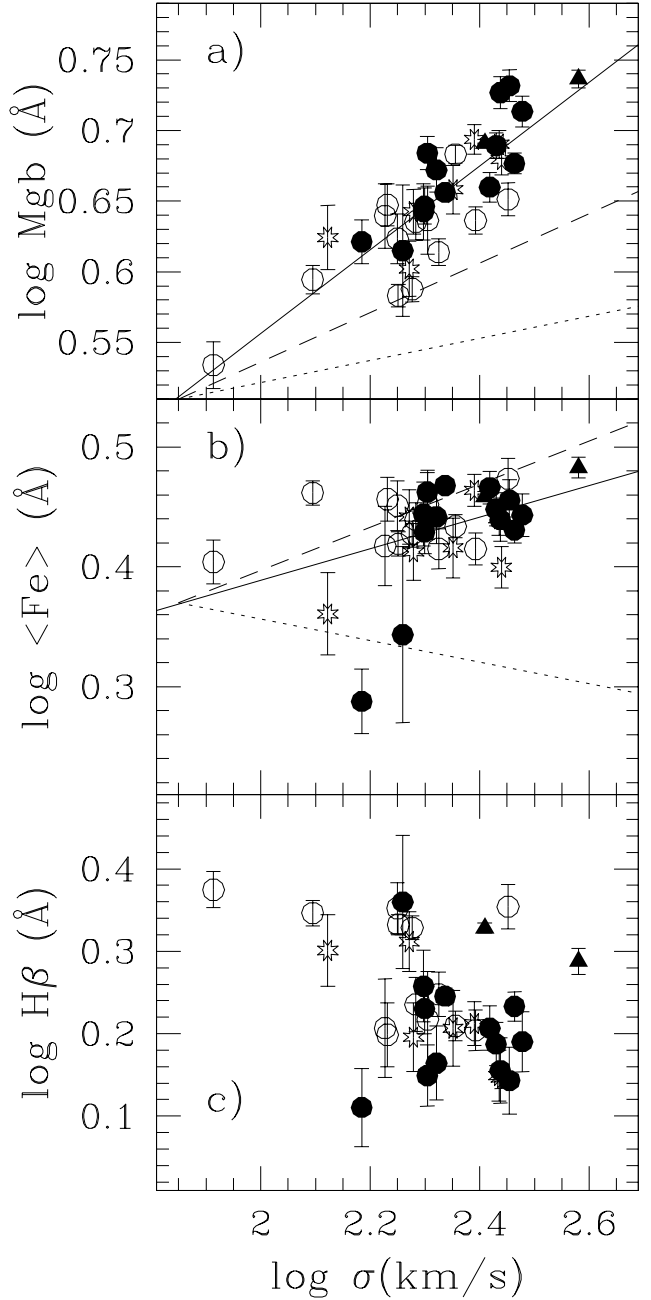 a)
log Mgb (Å)
0.75
0.7
0.65
0.6
0.55
b)
log <Fe> (Å)
0.5
0.4
0.3
c)
log Hβ (Å)
0.4
0.3
0.2
0.1
2 2.2 2.4 2.6
log σ(km/s)